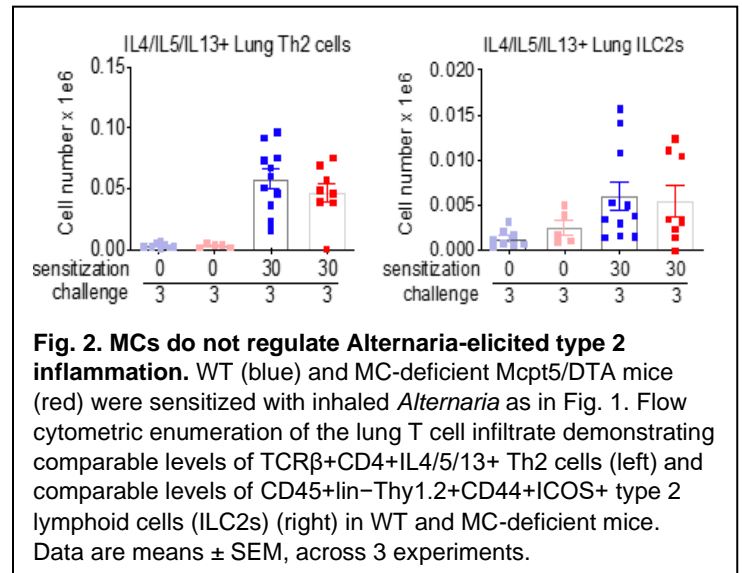 IL4/IL5/IL13+ Lung Th2 cells
Cell number x 1e6
0.15
0.10
0.05
0.00
sensitization 0 0 30 30
challenge 3 3 3 3
IL4/IL5/IL13+ Lung ILC2s
Cell number x 1e6
0.020
0.015
0.010
0.005
0.000
sensitization 0 0 30 30
challenge 3 3 3 3
Fig. 2. MCs do not regulate Alternaria-elicited type 2
inflammation. WT (blue) and MC-deficient Mcpt5/DTA mice
(red) were sensitized with inhaled Alternaria as in Fig. 1. Flow
cytometric enumeration of the lung T cell infiltrate demonstrating
comparable levels of TCRβ+CD4+IL4/5/13+ Th2 cells (left) and
comparable levels of CD45+lin−Thy1.2+CD44+ICOS+ type 2
lymphoid cells (ILC2s) (right) in WT and MC-deficient mice.
Data are means ± SEM, across 3 experiments.